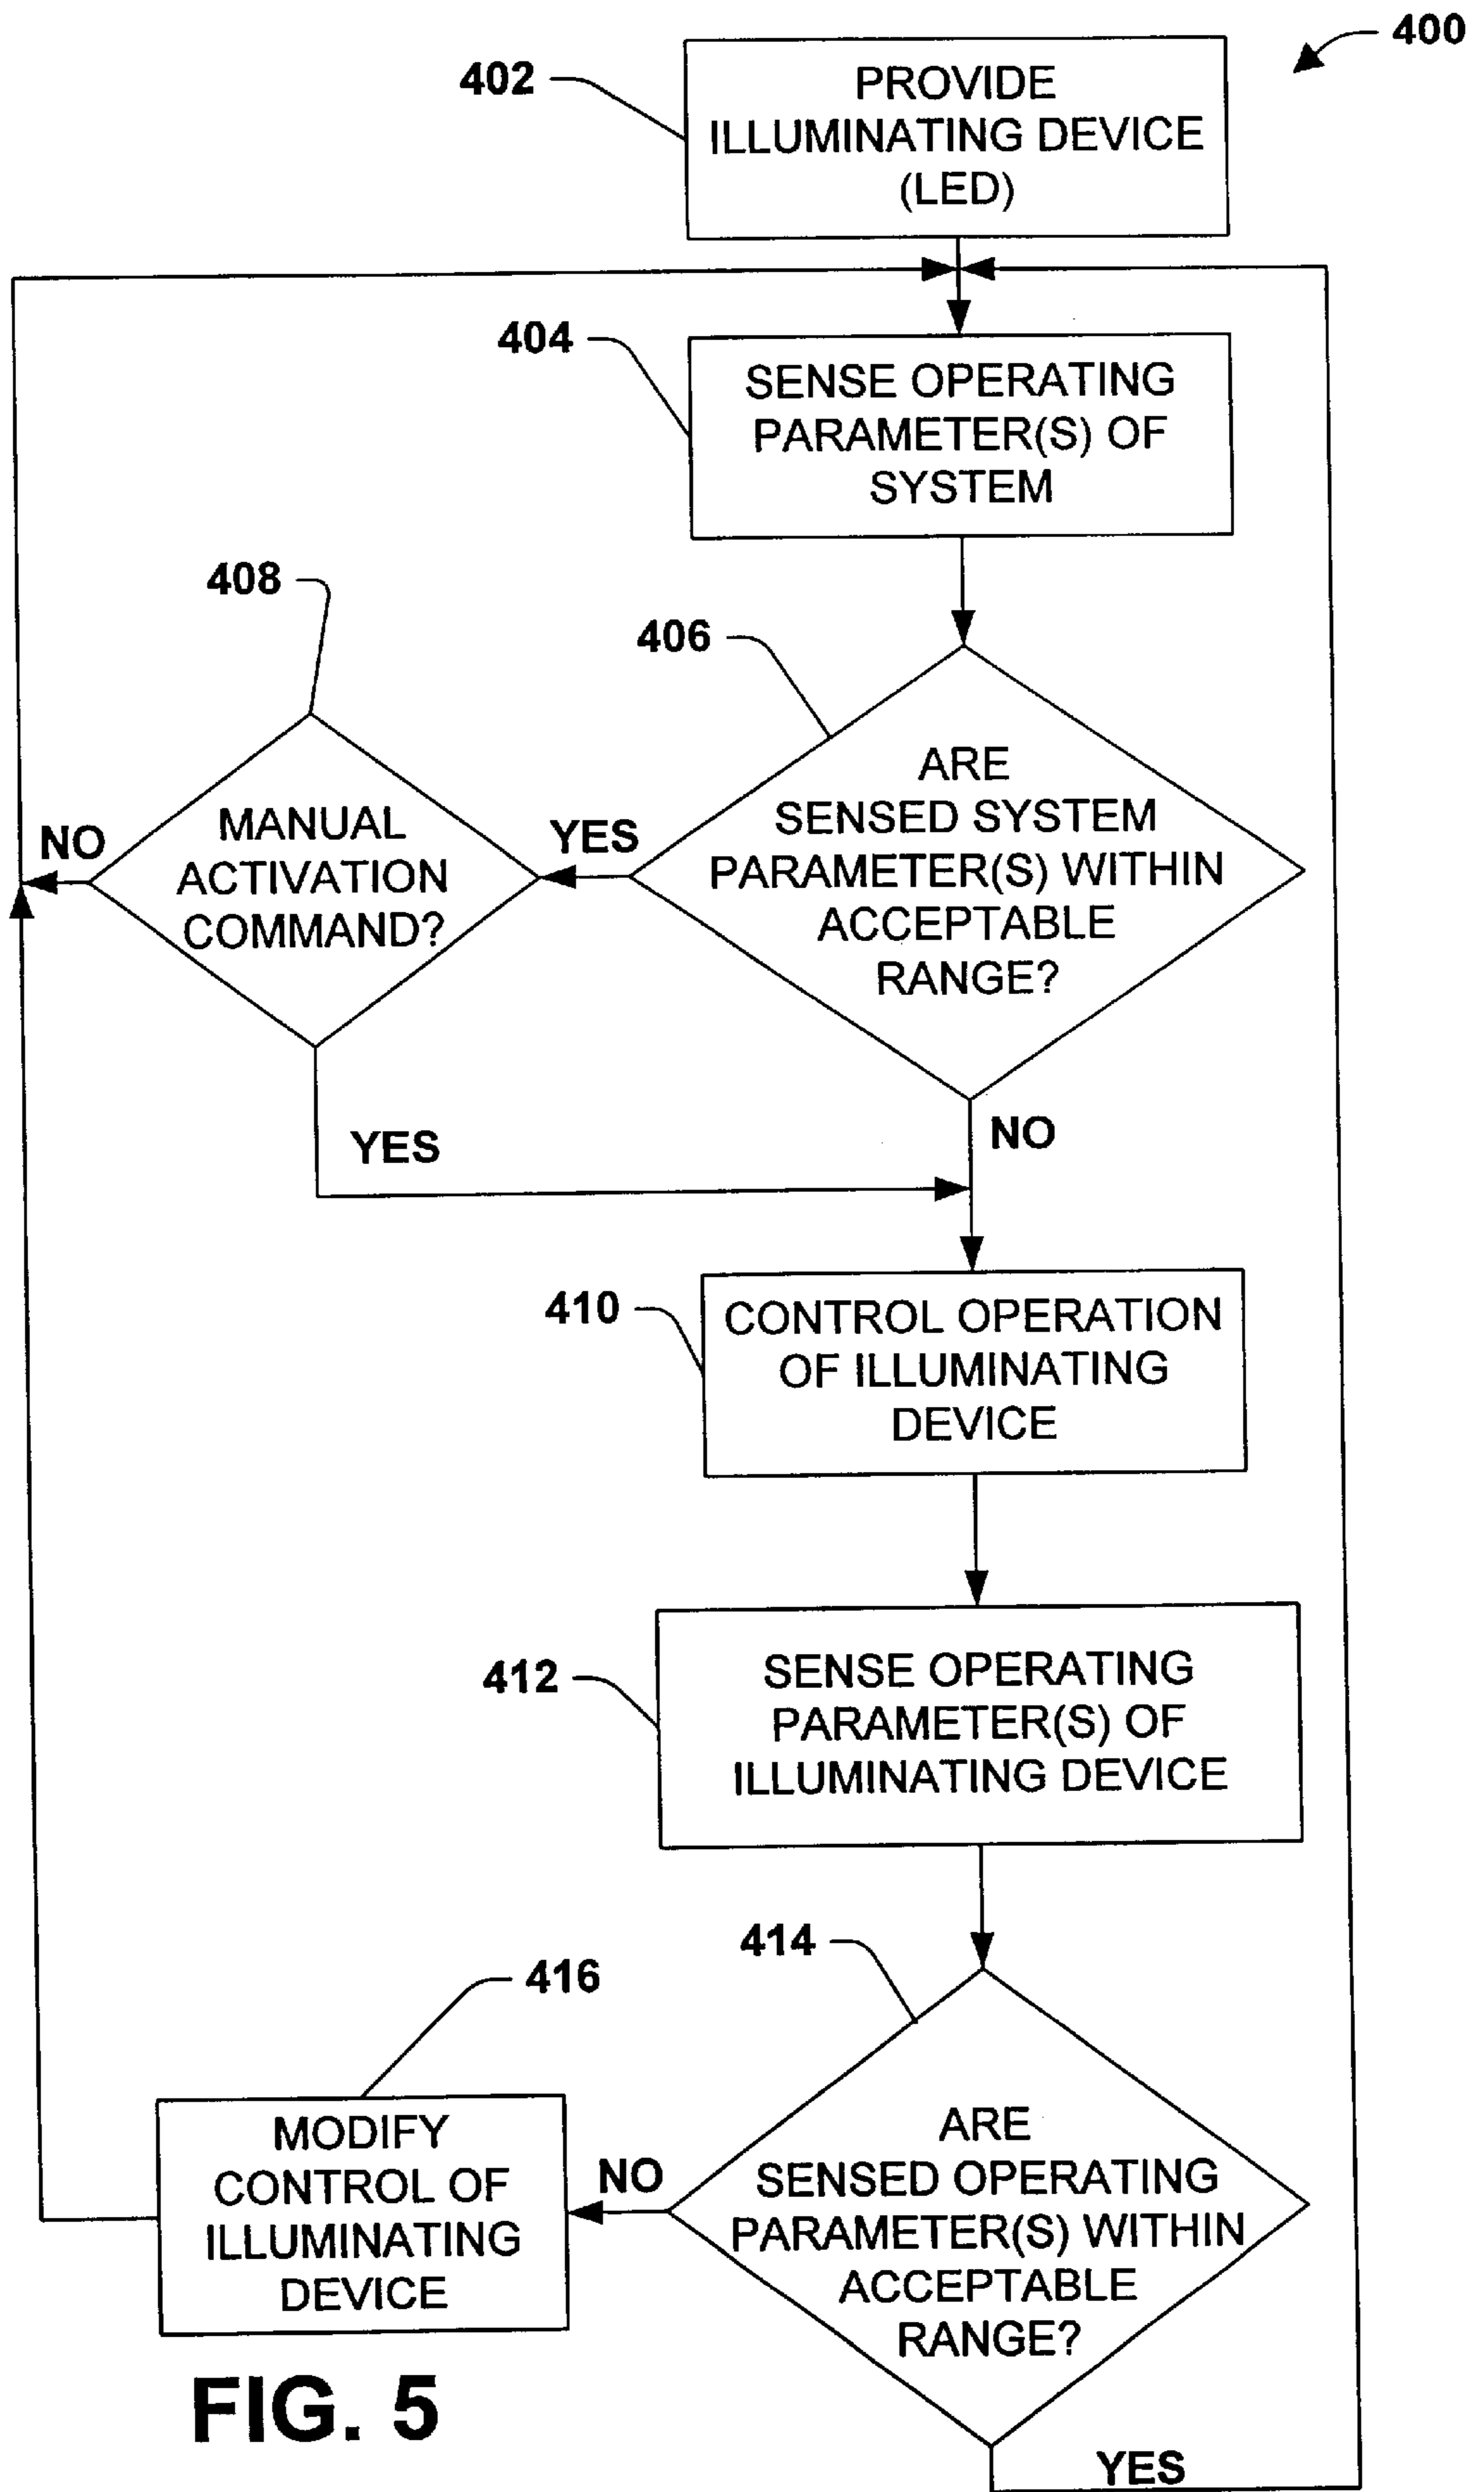 400
402
PROVIDE
ILLUMINATING DEVICE
(LED)
404
SENSE OPERATING
PARAMETER(S) OF
SYSTEM
408
406
MANUAL
ACTIVATION
COMMAND?
NO
YES
ARE
SENSED SYSTEM
PARAMETER(S) WITHIN
ACCEPTABLE
RANGE?
YES
NO
410
CONTROL OPERATION
OF ILLUMINATING
DEVICE
412
SENSE OPERATING
PARAMETER(S) OF
ILLUMINATING DEVICE
414
416
MODIFY
CONTROL OF
ILLUMINATING
DEVICE
NO
ARE
SENSED OPERATING
PARAMETER(S) WITHIN
ACCEPTABLE
RANGE?
YES
FIG. 5